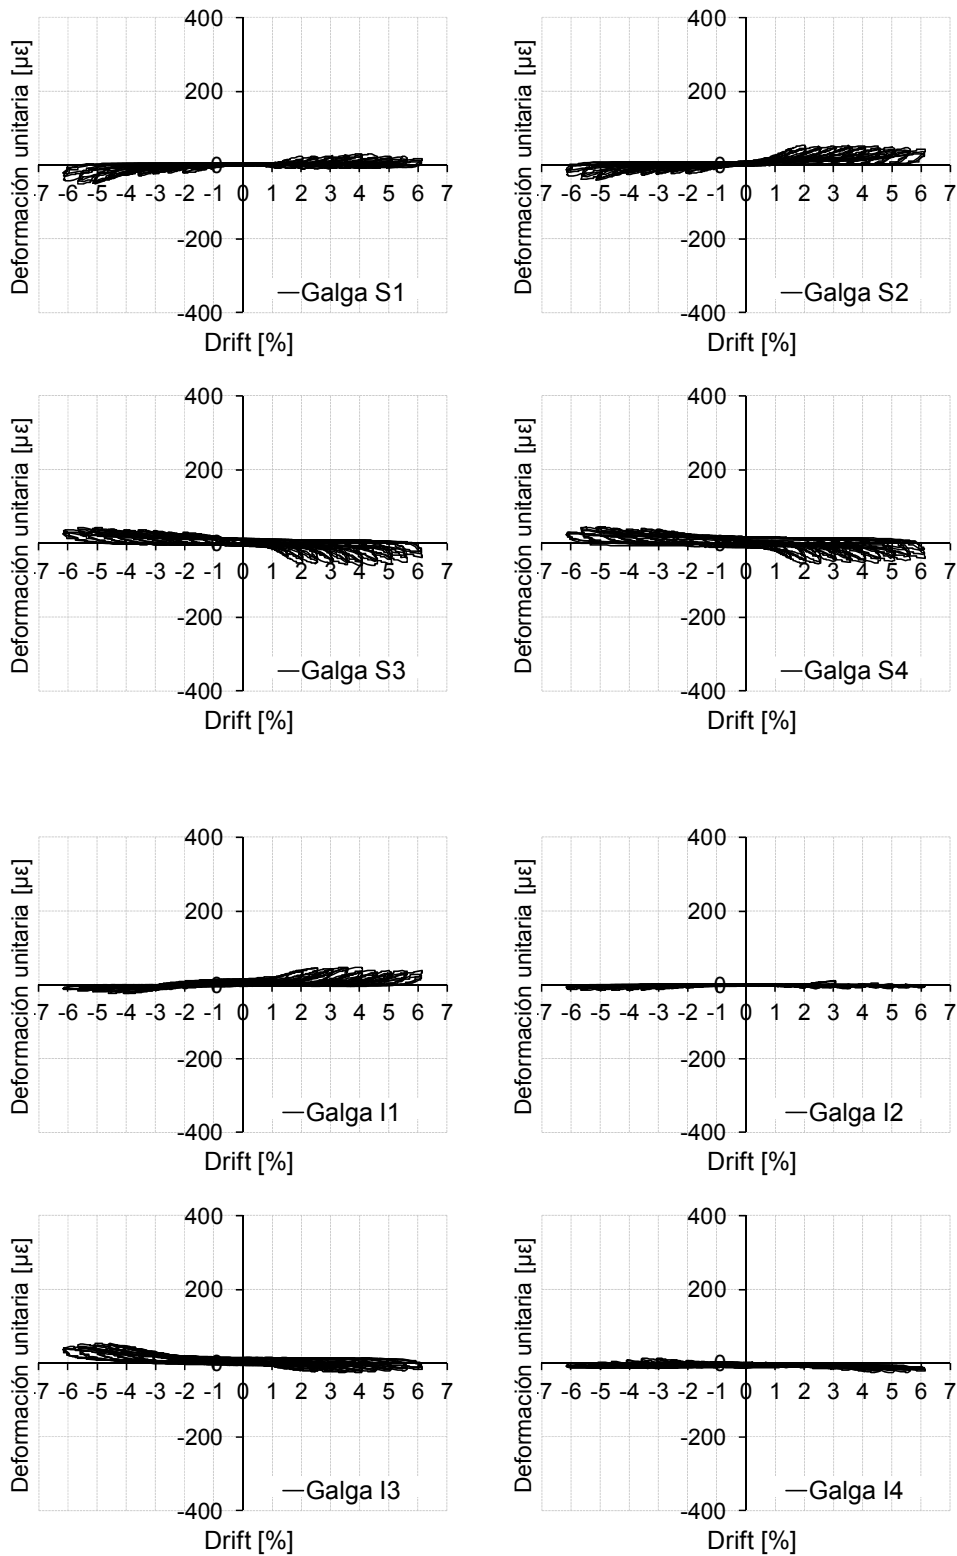 Deformación unitaria [με]
400
200
0
-200
-400
-7 -6 -5 -4 -3 -2 -1 0 1 2 3 4 5 6 7
Galga S1
Drift [%]
Deformación unitaria [με]
400
200
0
-200
-400
-7 -6 -5 -4 -3 -2 -1 0 1 2 3 4 5 6 7
Galga S2
Drift [%]
Deformación unitaria [με]
400
200
0
-200
-400
-7 -6 -5 -4 -3 -2 -1 0 1 2 3 4 5 6 7
Galga S3
Drift [%]
Deformación unitaria [με]
400
200
0
-200
-400
-7 -6 -5 -4 -3 -2 -1 0 1 2 3 4 5 6 7
Galga S4
Drift [%]
Deformación unitaria [με]
400
200
0
-200
-400
-7 -6 -5 -4 -3 -2 -1 0 1 2 3 4 5 6 7
Galga I1
Drift [%]
Deformación unitaria [με]
400
200
0
-200
-400
-7 -6 -5 -4 -3 -2 -1 0 1 2 3 4 5 6 7
Galga I2
Drift [%]
Deformación unitaria [με]
400
200
0
-200
-400
-7 -6 -5 -4 -3 -2 -1 0 1 2 3 4 5 6 7
Galga I3
Drift [%]
Deformación unitaria [με]
400
200
0
-200
-400
-7 -6 -5 -4 -3 -2 -1 0 1 2 3 4 5 6 7
Galga I4
Drift [%]